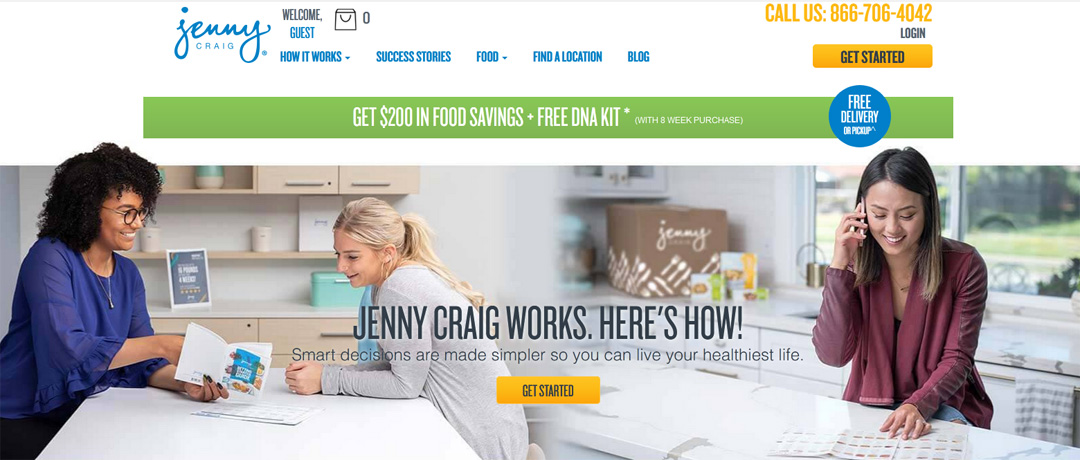 jenny
CRAIG®
WELCOME,
GUEST
0
CALL US: 866-706-4042
LOGIN
GET STARTED
HOW IT WORKS
SUCCESS STORIES
FOOD
FIND A LOCATION
BLOG
GET $200 IN FOOD SAVINGS + FREE DNA KIT * (WITH 8 WEEK PURCHASE)
FREE
DELIVERY
OR PICKUP^
jenny
CRAIG
JENNY CRAIG WORKS. HERE'S HOW!
Smart decisions are made simpler so you can live your healthiest life.
GET STARTED